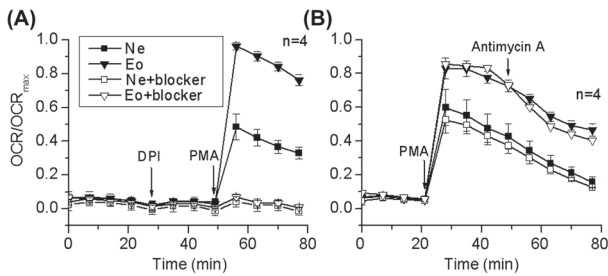 (A)
(B)
OCR/OCRmax
1.0
0.8
0.6
0.4
0.2
0.0
Ne
Eo
Ne+blocker
Eo+blocker
n=4
DPI
PMA
0 20 40 60 80
Time (min)
1.0
0.8
0.6
0.4
0.2
0.0
Antimycin A
n=4
PMA
0 20 40 60 80
Time (min)